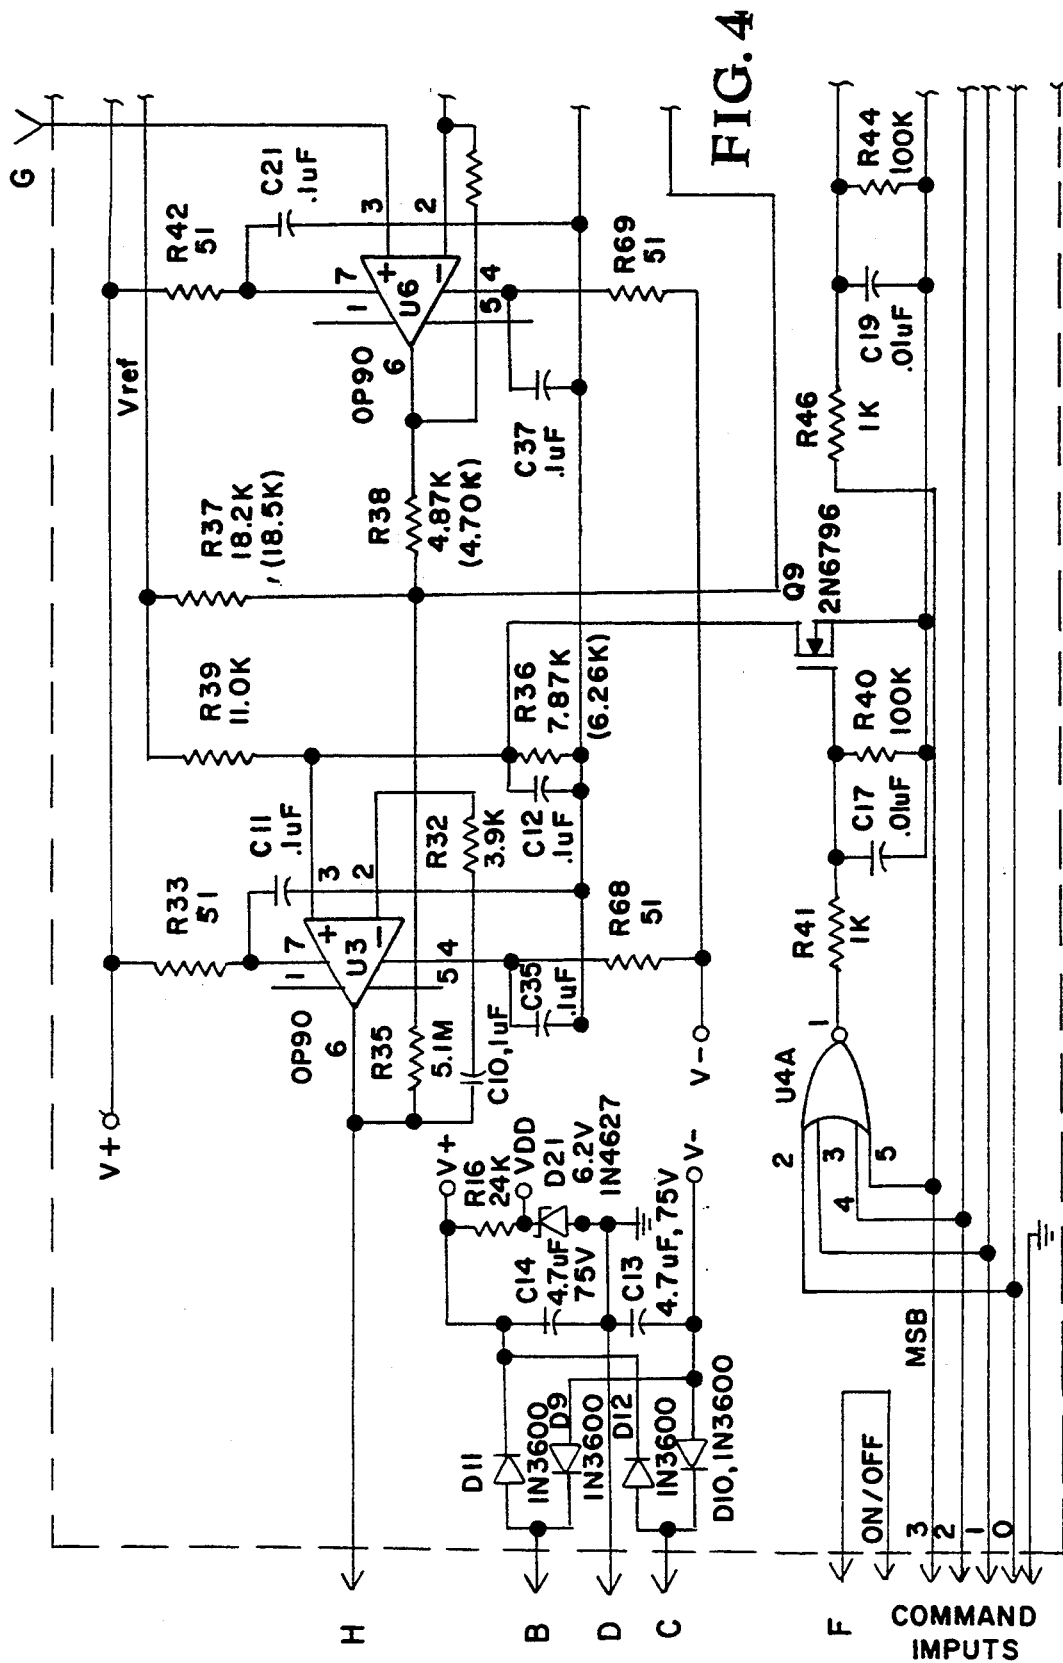 FIG. 4
G
V+
Vref
R33
51
C11
.1uF
R39
11.0K
R37
18.2K
,(18.5K)
R42
51
C21
.1uF
7
1
3
2
+
−
U3
OP90
6
5
4
7
1
3
2
+
−
U6
OP90
6
5
4
R35
5.1M
R32
3.9K
C10,1uF
C35
.1uF
C12
.1uF
R36
7.87K
(6.26K)
R38
4.87K
(4.70K)
C37
.1uF
R68
51
R69
51
V-
V+
R16
24K
VDD
D21
6.2V
1N4627
C14
4.7uF
75V
C13
4.7uF,75V
V-
D11
1N3600
D9
1N3600
D12
1N3600
D10,1N3600
H
B
D
C
F
ON/OFF
U4A
2
3
4
5
1
R41
1K
C17
.01uF
R40
100K
Q9
2N6796
R46
1K
C19
.01uF
R44
100K
MSB
3
2
1
0
COMMAND
IMPUTS